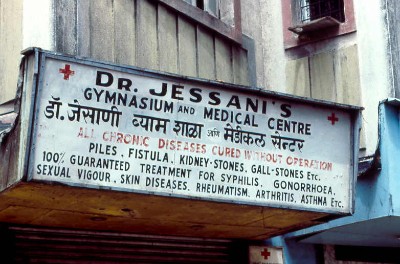 DR. JESSANI'S
GYMNASIUM AND MEDICAL CENTRE
डॉ. जेसाणी व्याम शाळा આણિ મેडीकल सेन्टर
ALL CHRONIC DISEASES CURED WITHOUT OPERATION
PILES, FISTULA, KIDNEY-STONES, GALL-STONES ETC.
100% GUARANTEED TREATMENT FOR SYPHILIS, GONORRHOEA,
SEXUAL VIGOUR, SKIN DISEASES, RHEUMATISM, ARTHRITIS, ASTHMA ETC.